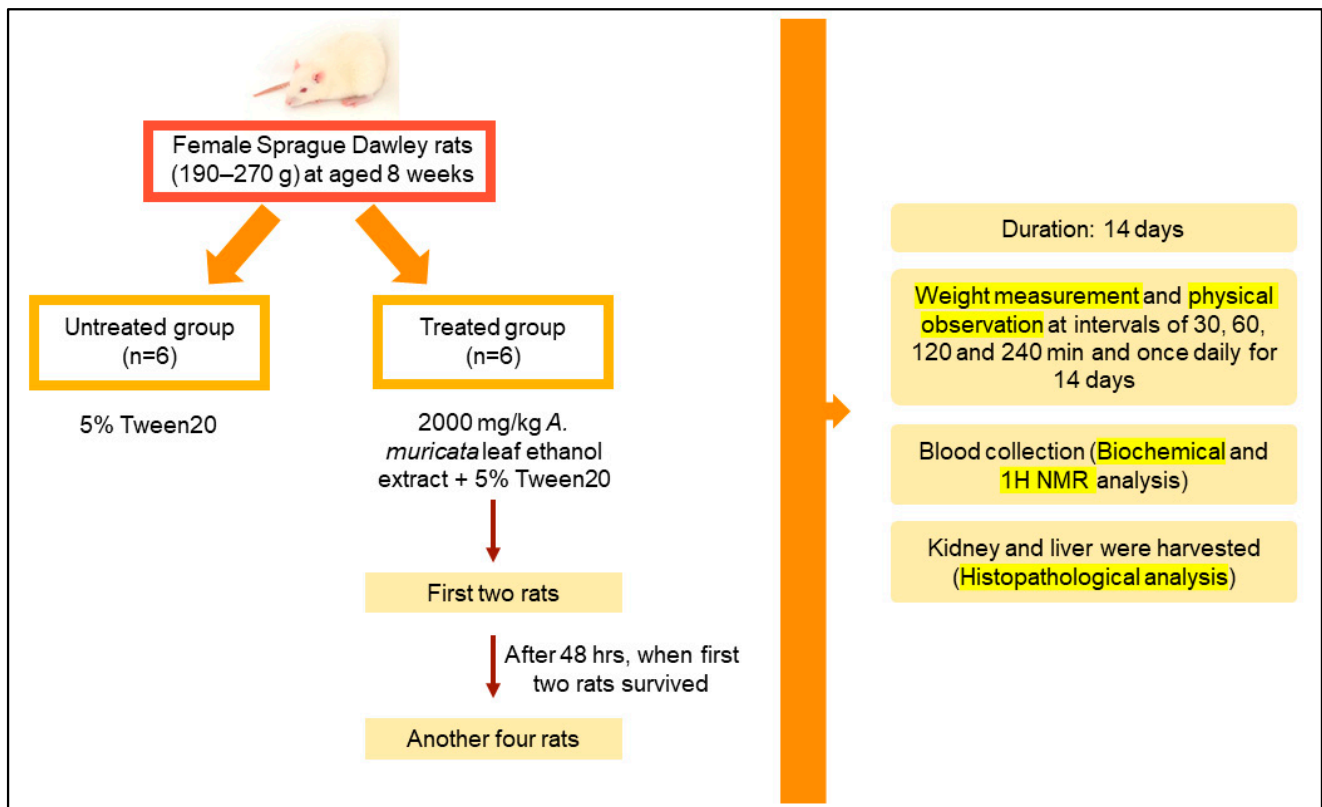 Female Sprague Dawley rats
(190–270 g) at aged 8 weeks
Untreated group
(n=6)
5% Tween20
Treated group
(n=6)
2000 mg/kg A.
muricata leaf ethanol
extract + 5% Tween20
First two rats
After 48 hrs, when first
two rats survived
Another four rats
Duration: 14 days
Weight measurement and physical
observation at intervals of 30, 60,
120 and 240 min and once daily for
14 days
Blood collection (Biochemical and
1H NMR analysis)
Kidney and liver were harvested
(Histopathological analysis)